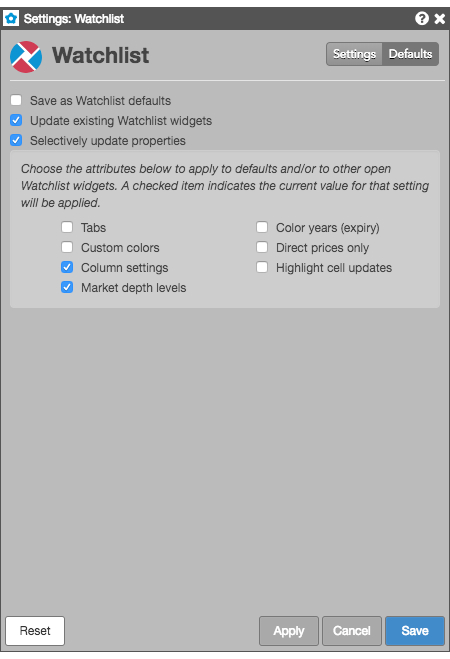 Settings: Watchlist
Watchlist
Settings Defaults
Save as Watchlist defaults
Update existing Watchlist widgets
Selectively update properties
Choose the attributes below to apply to defaults and/or to other open
Watchlist widgets. A checked item indicates the current value for that setting
will be applied.
Tabs
Color years (expiry)
Custom colors
Direct prices only
Column settings
Highlight cell updates
Market depth levels
Reset Apply Cancel Save